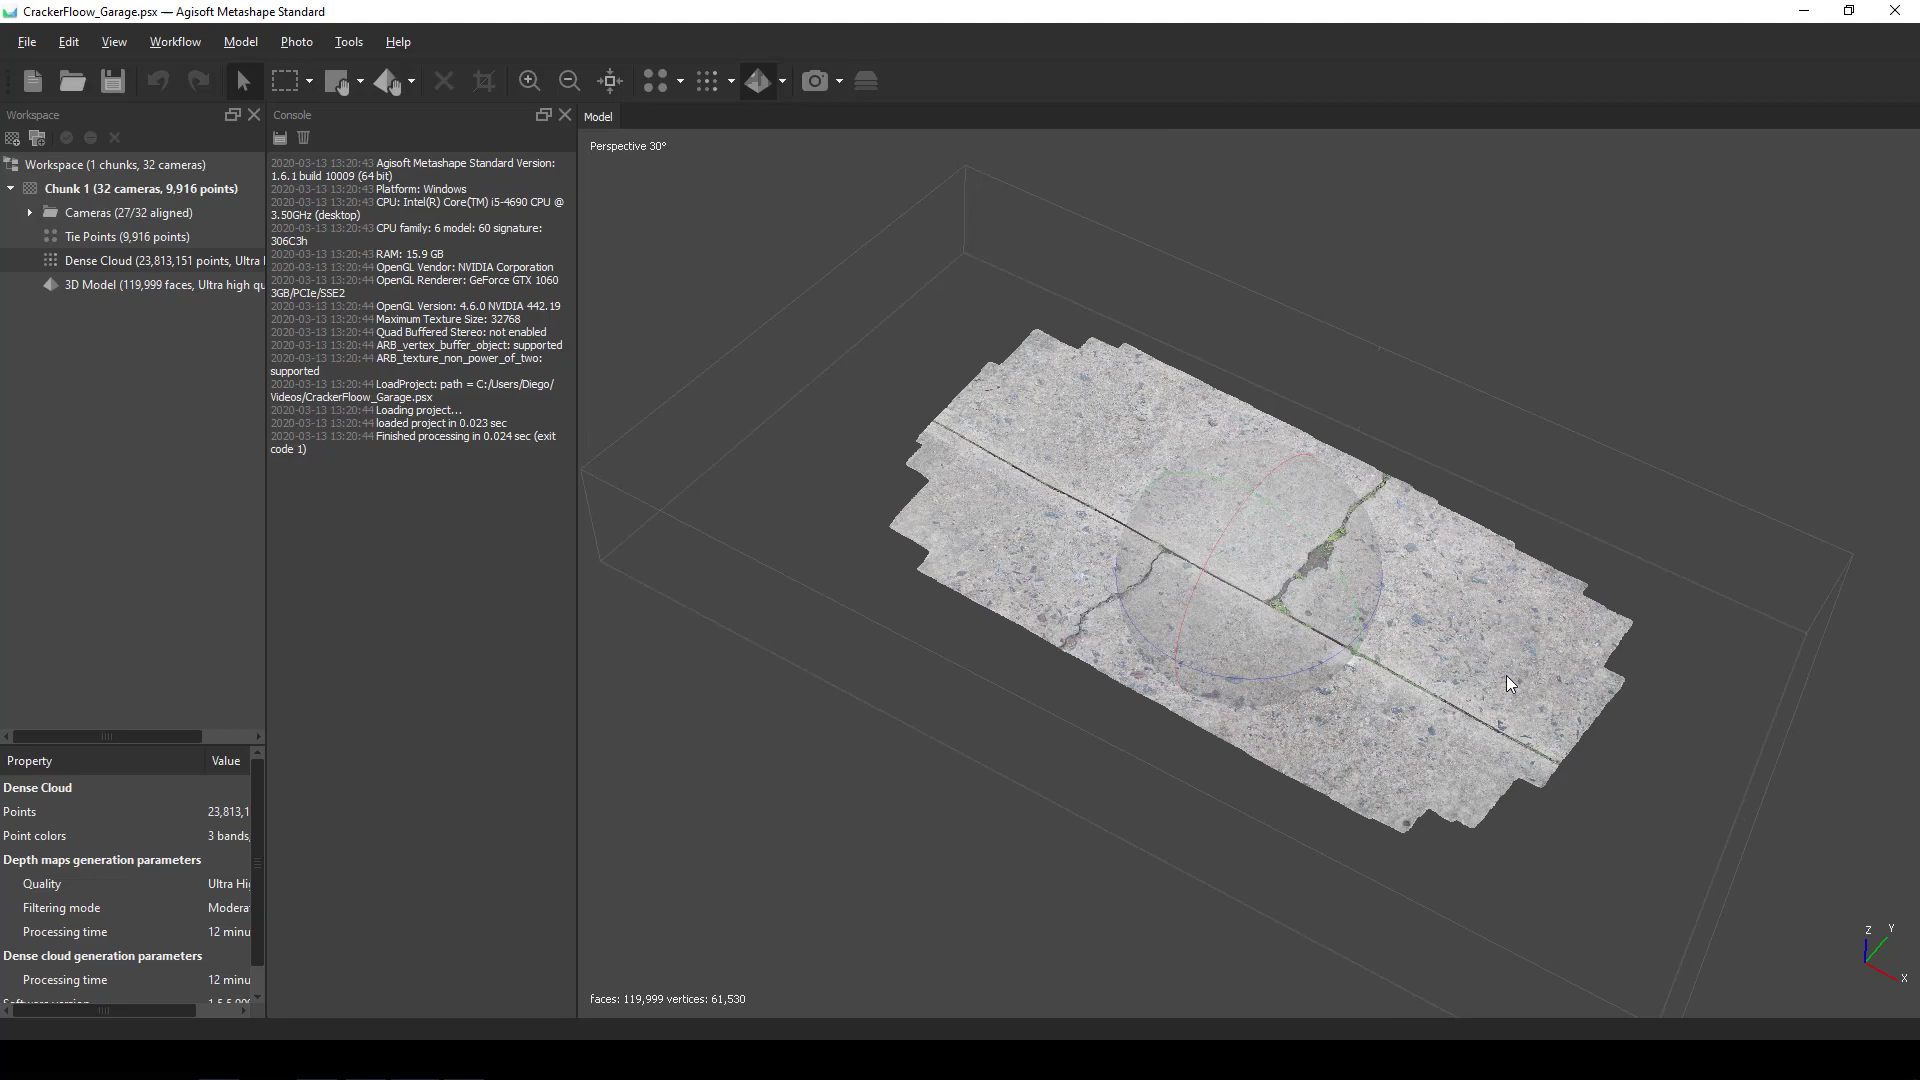 CrackerFloow_Garage.psx — Agisoft Metashape Standard
File Edit View Workflow Model Photo Tools Help
Workspace
Workspace (1 chunks, 32 cameras)
Chunk 1 (32 cameras, 9,916 points)
Cameras (27/32 aligned)
Tie Points (9,916 points)
Dense Cloud (23,813,151 points, Ultra
3D Model (119,999 faces, Ultra high qu
Property Value
Dense Cloud
Points 23,813,1
Point colors 3 bands,
Depth maps generation parameters
Quality Ultra Hig
Filtering mode Modera
Processing time 12 minu
Dense cloud generation parameters
Processing time 12 minu
Console
2020-03-13 13:20:43 Agisoft Metashape Standard Version:
1.6.1 build 10009 (64 bit)
2020-03-13 13:20:43 Platform: Windows
2020-03-13 13:20:43 CPU: Intel(R) Core(TM) i5-4690 CPU @
3.50GHz (desktop)
2020-03-13 13:20:43 CPU family: 6 model: 60 signature:
306C3h
2020-03-13 13:20:43 RAM: 15.9 GB
2020-03-13 13:20:44 OpenGL Vendor: NVIDIA Corporation
2020-03-13 13:20:44 OpenGL Renderer: GeForce GTX 1060
3GB/PCIe/SSE2
2020-03-13 13:20:44 OpenGL Version: 4.6.0 NVIDIA 442.19
2020-03-13 13:20:44 Maximum Texture Size: 32768
2020-03-13 13:20:44 Quad Buffered Stereo: not enabled
2020-03-13 13:20:44 ARB_vertex_buffer_object: supported
2020-03-13 13:20:44 ARB_texture_non_power_of_two:
supported
2020-03-13 13:20:44 LoadProject: path = C:/Users/Diego/
Videos/CrackerFloow_Garage.psx
2020-03-13 13:20:44 Loading project...
2020-03-13 13:20:44 loaded project in 0.023 sec
2020-03-13 13:20:44 Finished processing in 0.024 sec (exit
code 1)
Model
Perspective 30°
Z Y
X
faces: 119,999 vertices: 61,530